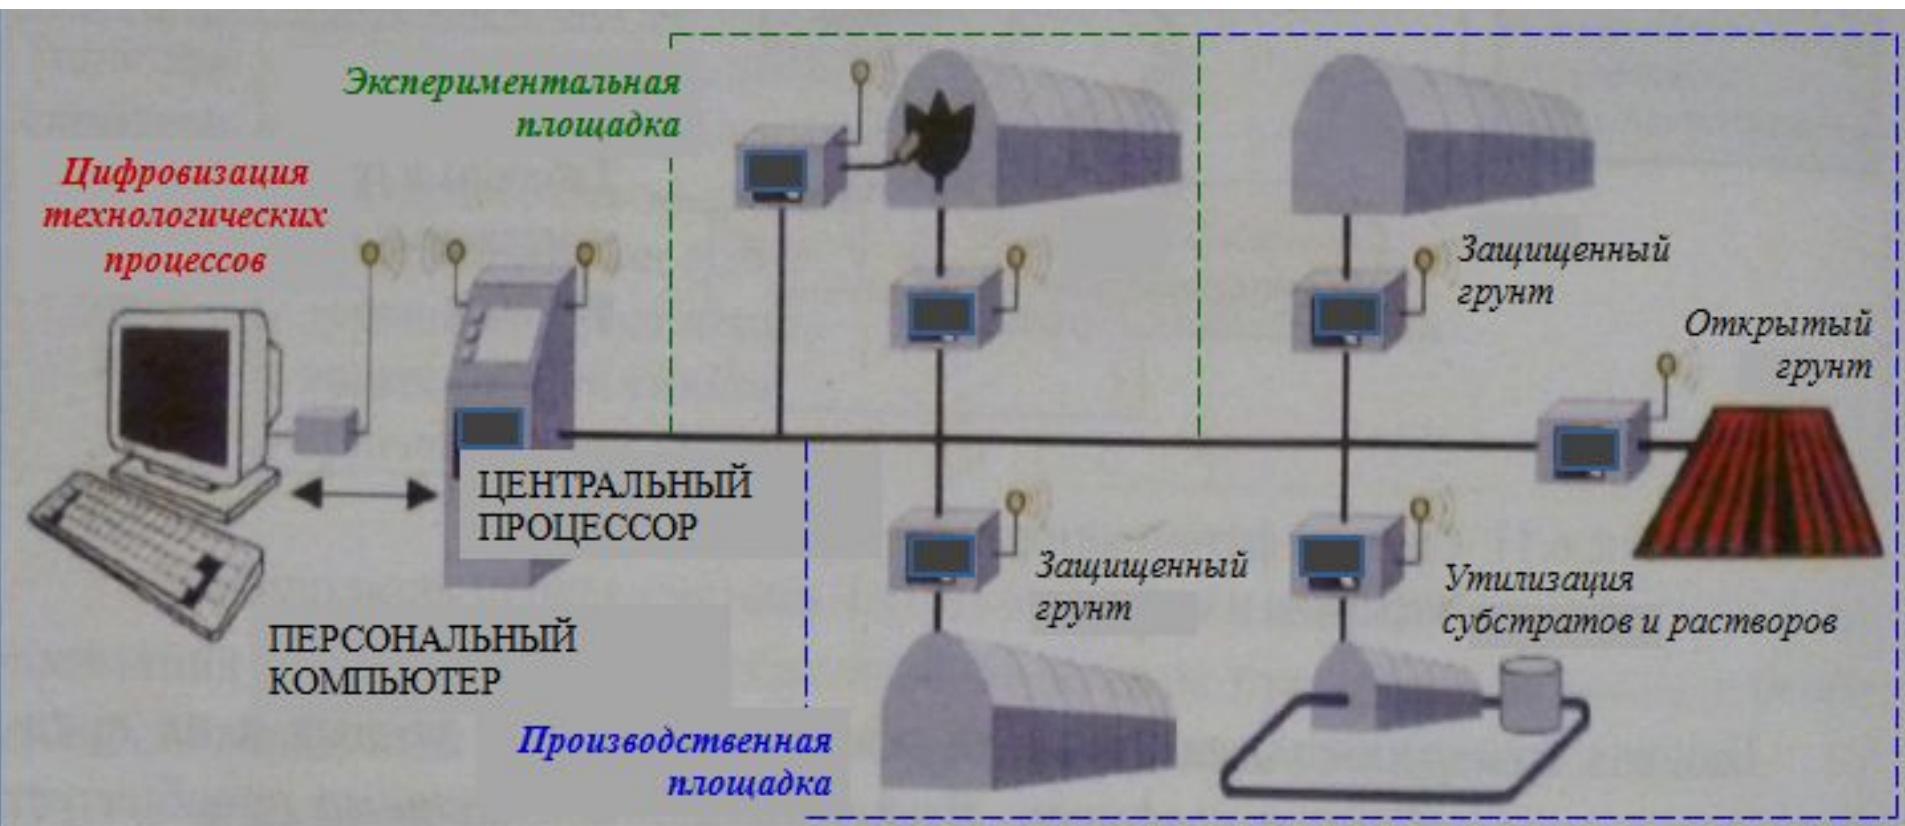 Экспериментальная
площадка
Цифровизация
технологических
процессов
Защищенный
грунт
Открытый
грунт
ЦЕНТРАЛЬНЫЙ
ПРОЦЕССОР
Защищенный
грунт
Утилизация
субстратов и растворов
ПЕРСОНАЛЬНЫЙ
КОМПЬЮТЕР
Производственная
площадка